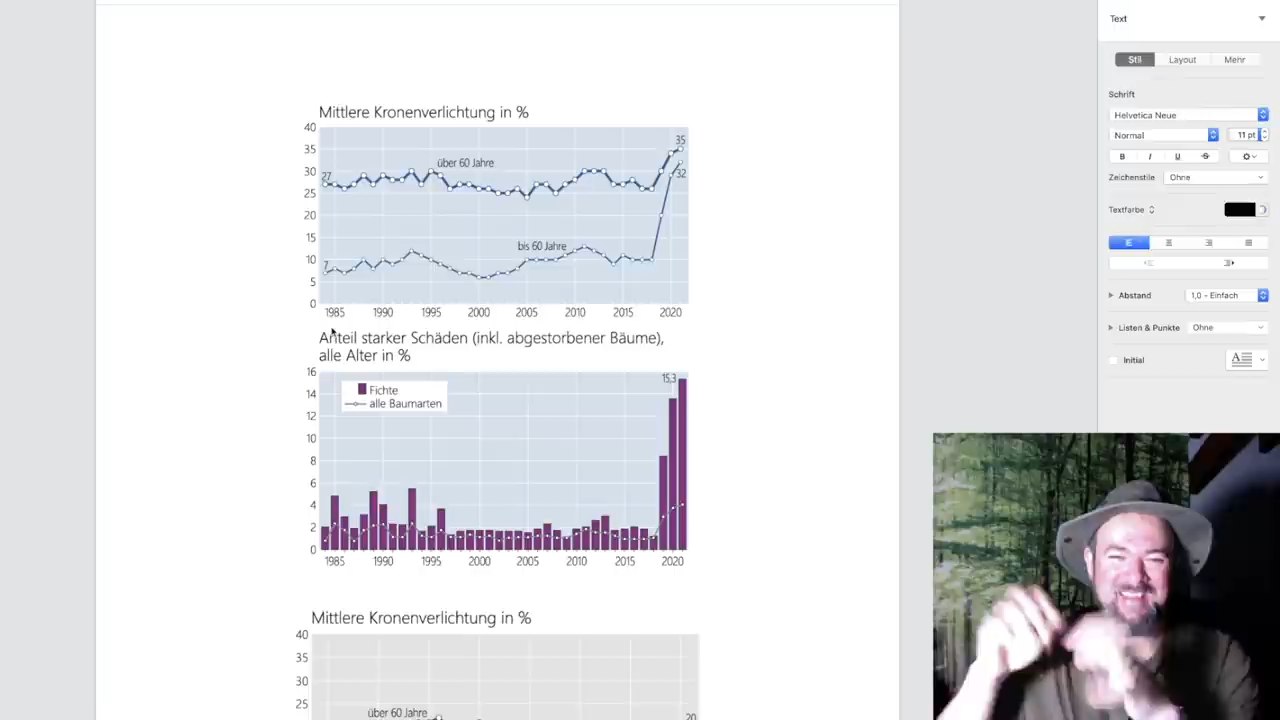 Text
Stil Layout Mehr
Schrift
Helvetica Neue
Normal 11 pt
B I U S
Zeichenstile Ohne
Textfarbe
Abstand 1,0 - Einfach
Listen & Punkte Ohne
Initial A
Mittlere Kronenverlichtung in %
40
35
30
25
20
15
10
5
0
27
über 60 Jahre
35
32
7
bis 60 Jahre
1985 1990 1995 2000 2005 2010 2015 2020
Anteil starker Schäden (inkl. abgestorbener Bäume),
alle Alter in %
16
14
12
10
8
6
4
2
0
Fichte
alle Baumarten
15,3
1985 1990 1995 2000 2005 2010 2015 2020
Mittlere Kronenverlichtung in %
40
35
30
25
über 60 Jahre
20